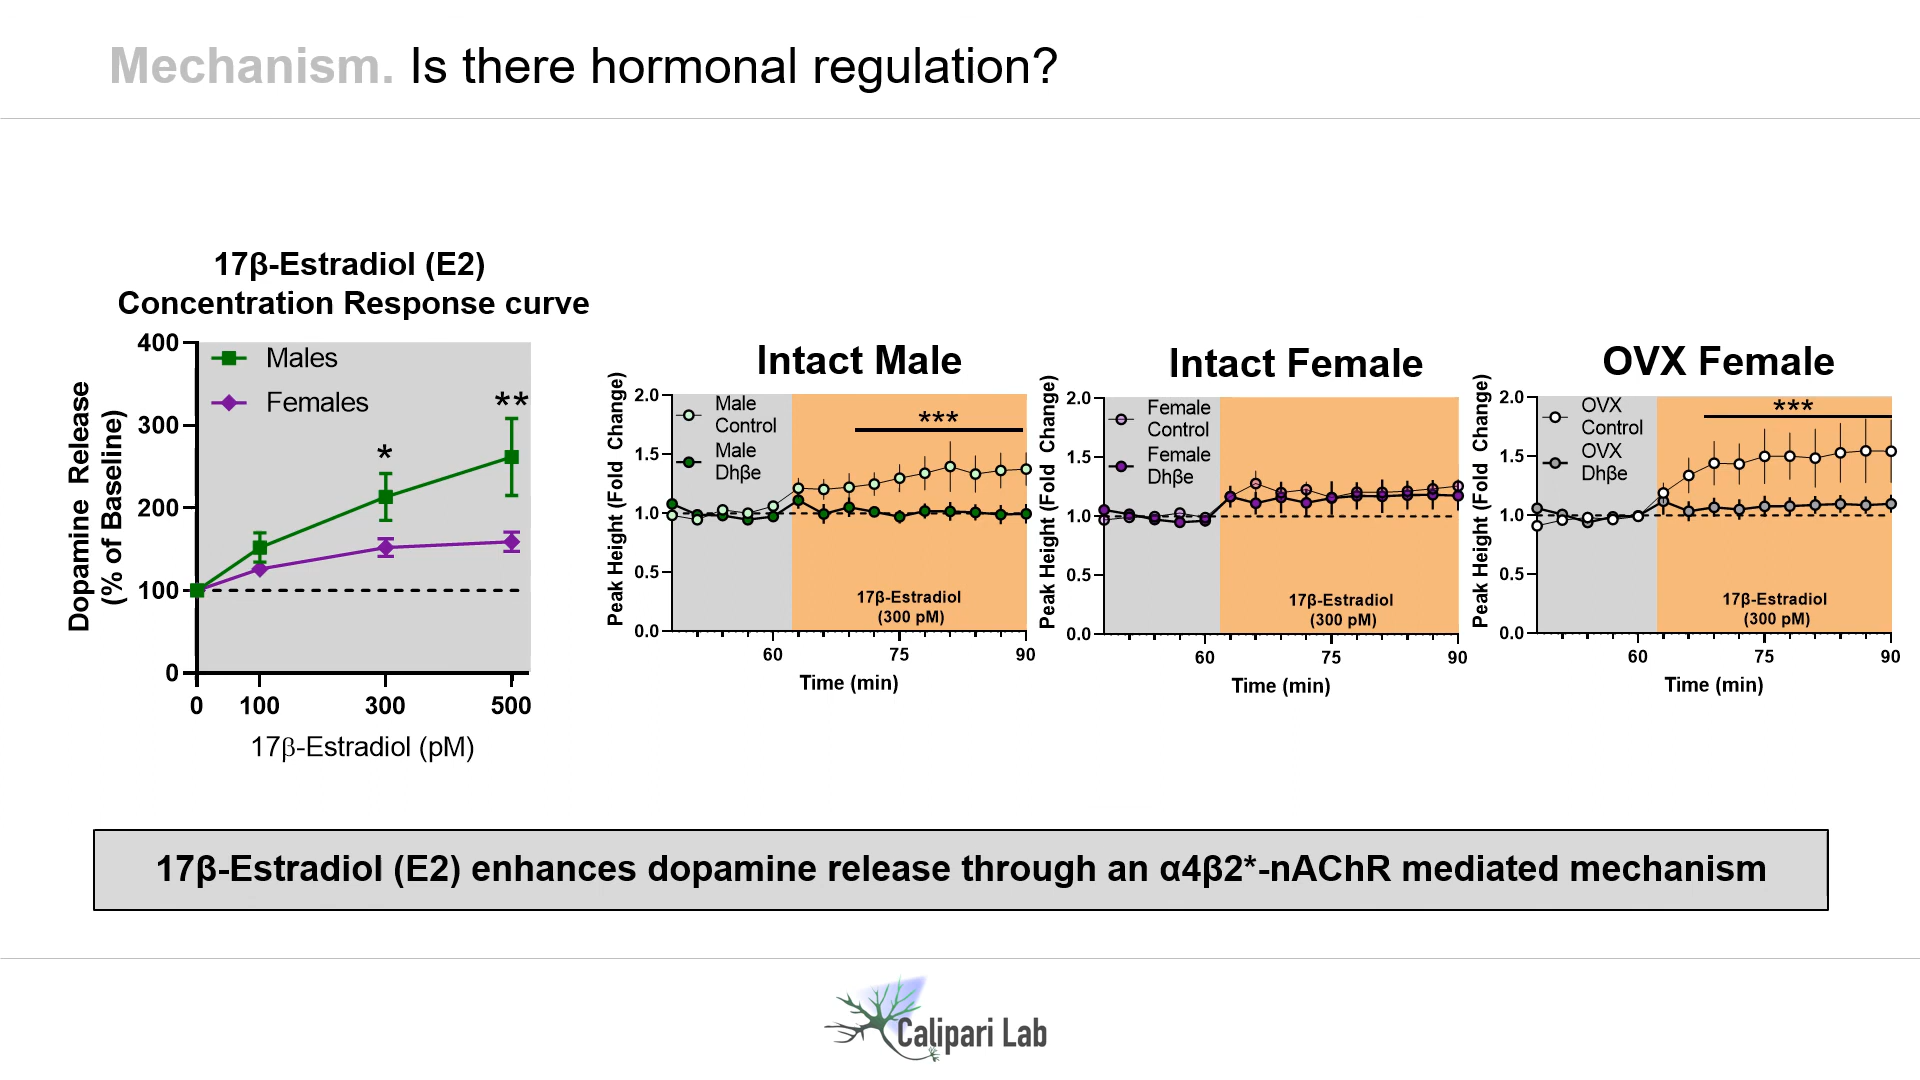 Mechanism. Is there hormonal regulation?
17β-Estradiol (E2)
Concentration Response curve
400
300
200
100
0
Dopamine Release
(% of Baseline)
Males
Females
*
**
0 100 300 500
17β-Estradiol (pM)
Intact Male
Peak Height (Fold Change)
2.0
1.5
1.0
0.5
0.0
Male
Control
Male
Dhβe
***
17β-Estradiol
(300 pM)
60 75 90
Time (min)
Intact Female
Peak Height (Fold Change)
2.0
1.5
1.0
0.5
0.0
Female
Control
Female
Dhβe
17β-Estradiol
(300 pM)
60 75 90
Time (min)
OVX Female
Peak Height (Fold Change)
2.0
1.5
1.0
0.5
0.0
OVX
Control
OVX
Dhβe
***
17β-Estradiol
(300 pM)
60 75 90
Time (min)
17β-Estradiol (E2) enhances dopamine release through an α4β2*-nAChR mediated mechanism
Calipari Lab